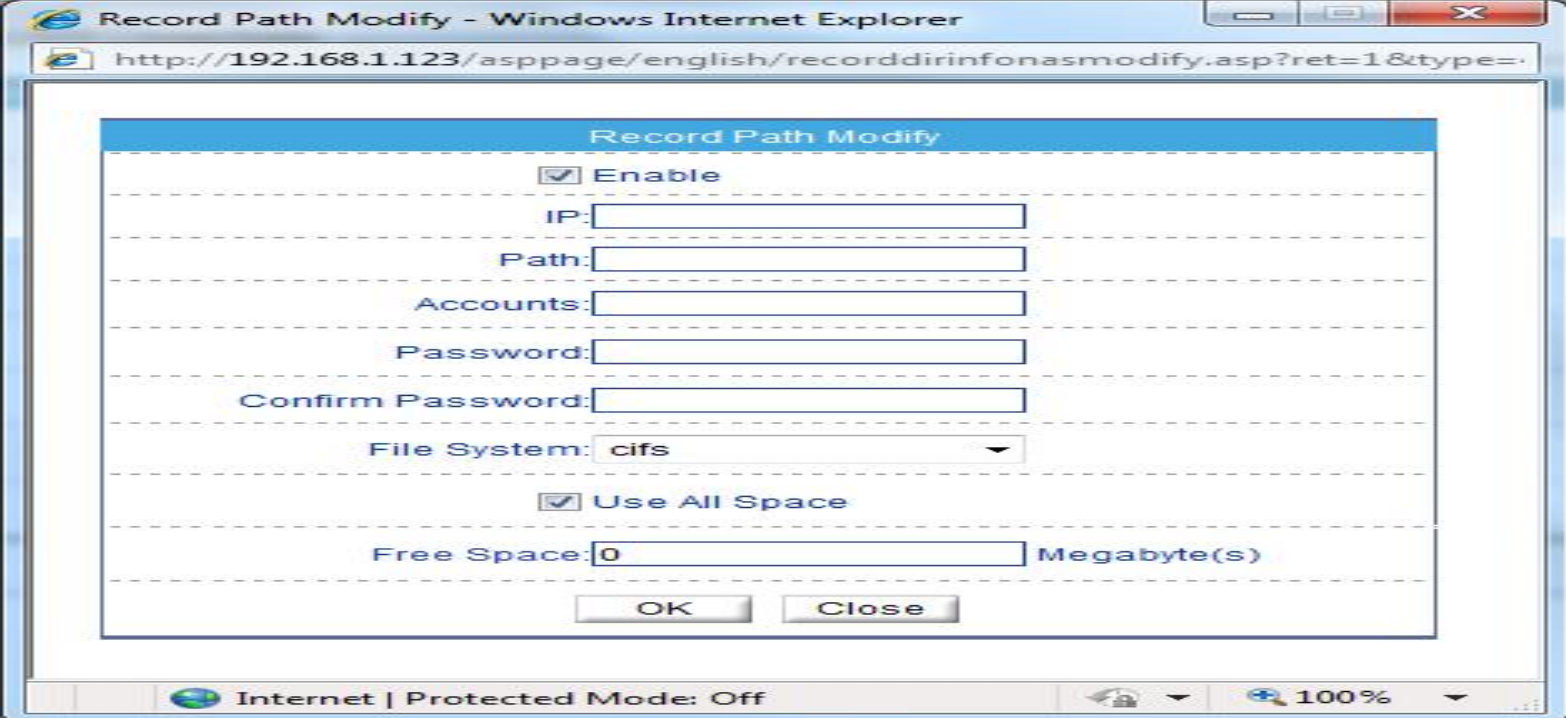 Record Path Modify - Windows Internet Explorer
http://192.168.1.123/asppage/english/recorddirinfonasmodify.asp?ret=1&type=
Record Path Modify
Enable
IP:
Path:
Accounts:
Password:
Confirm Password:
File System: cifs
Use All Space
Free Space: 0 Megabyte(s)
OK Close
Internet | Protected Mode: Off 100%